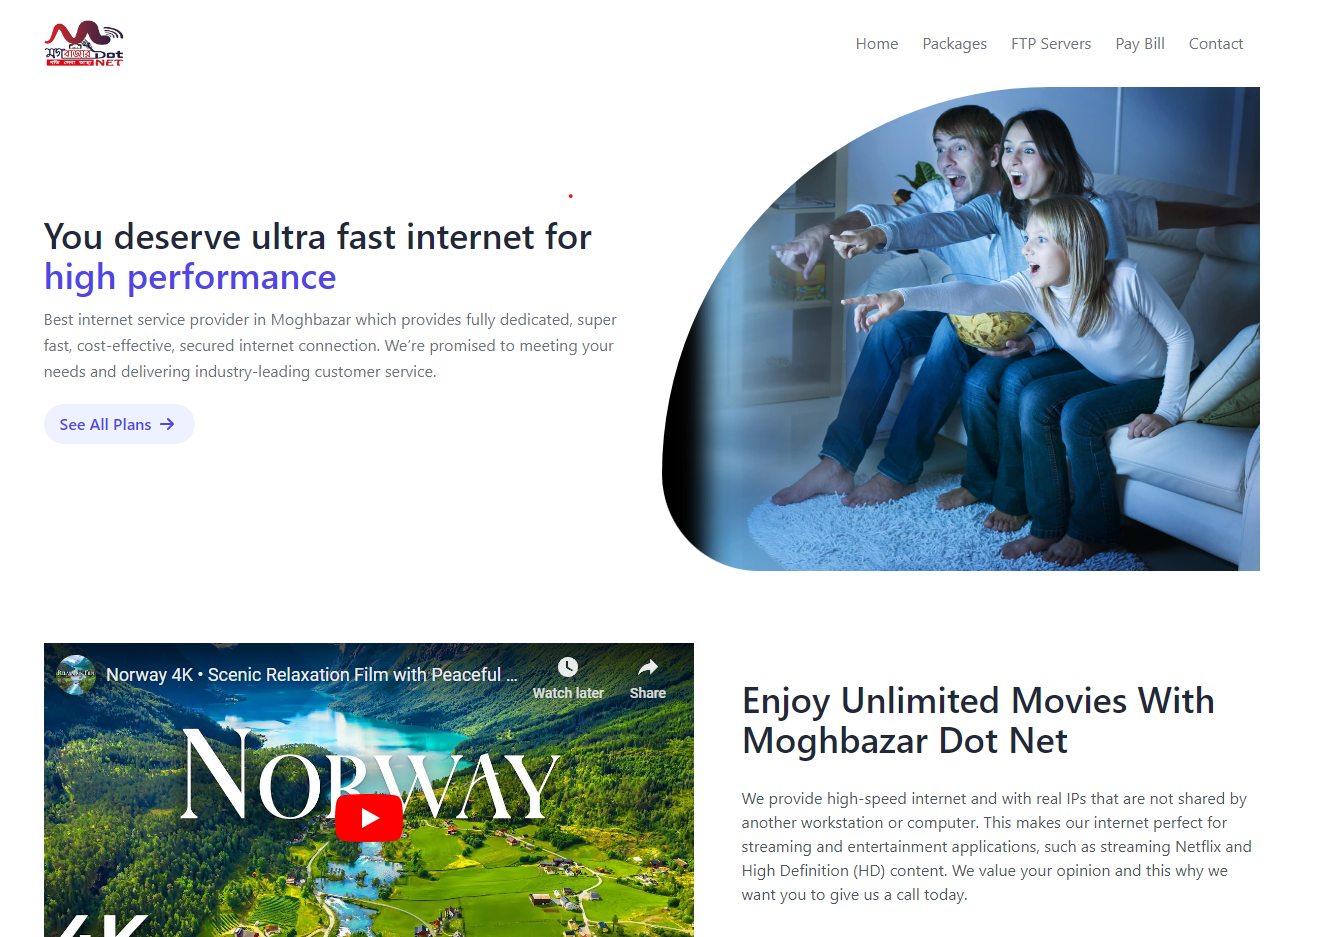 মগবাজার Dot
NET
Home Packages FTP Servers Pay Bill Contact
You deserve ultra fast internet for
high performance
Best internet service provider in Moghbazar which provides fully dedicated, super
fast, cost-effective, secured internet connection. We’re promised to meeting your
needs and delivering industry-leading customer service.
See All Plans
Norway 4K • Scenic Relaxation Film with Peaceful ...
Watch later Share
NORWAY
4K
Enjoy Unlimited Movies With
Moghbazar Dot Net
We provide high-speed internet and with real IPs that are not shared by
another workstation or computer. This makes our internet perfect for
streaming and entertainment applications, such as streaming Netflix and
High Definition (HD) content. We value your opinion and this why we
want you to give us a call today.